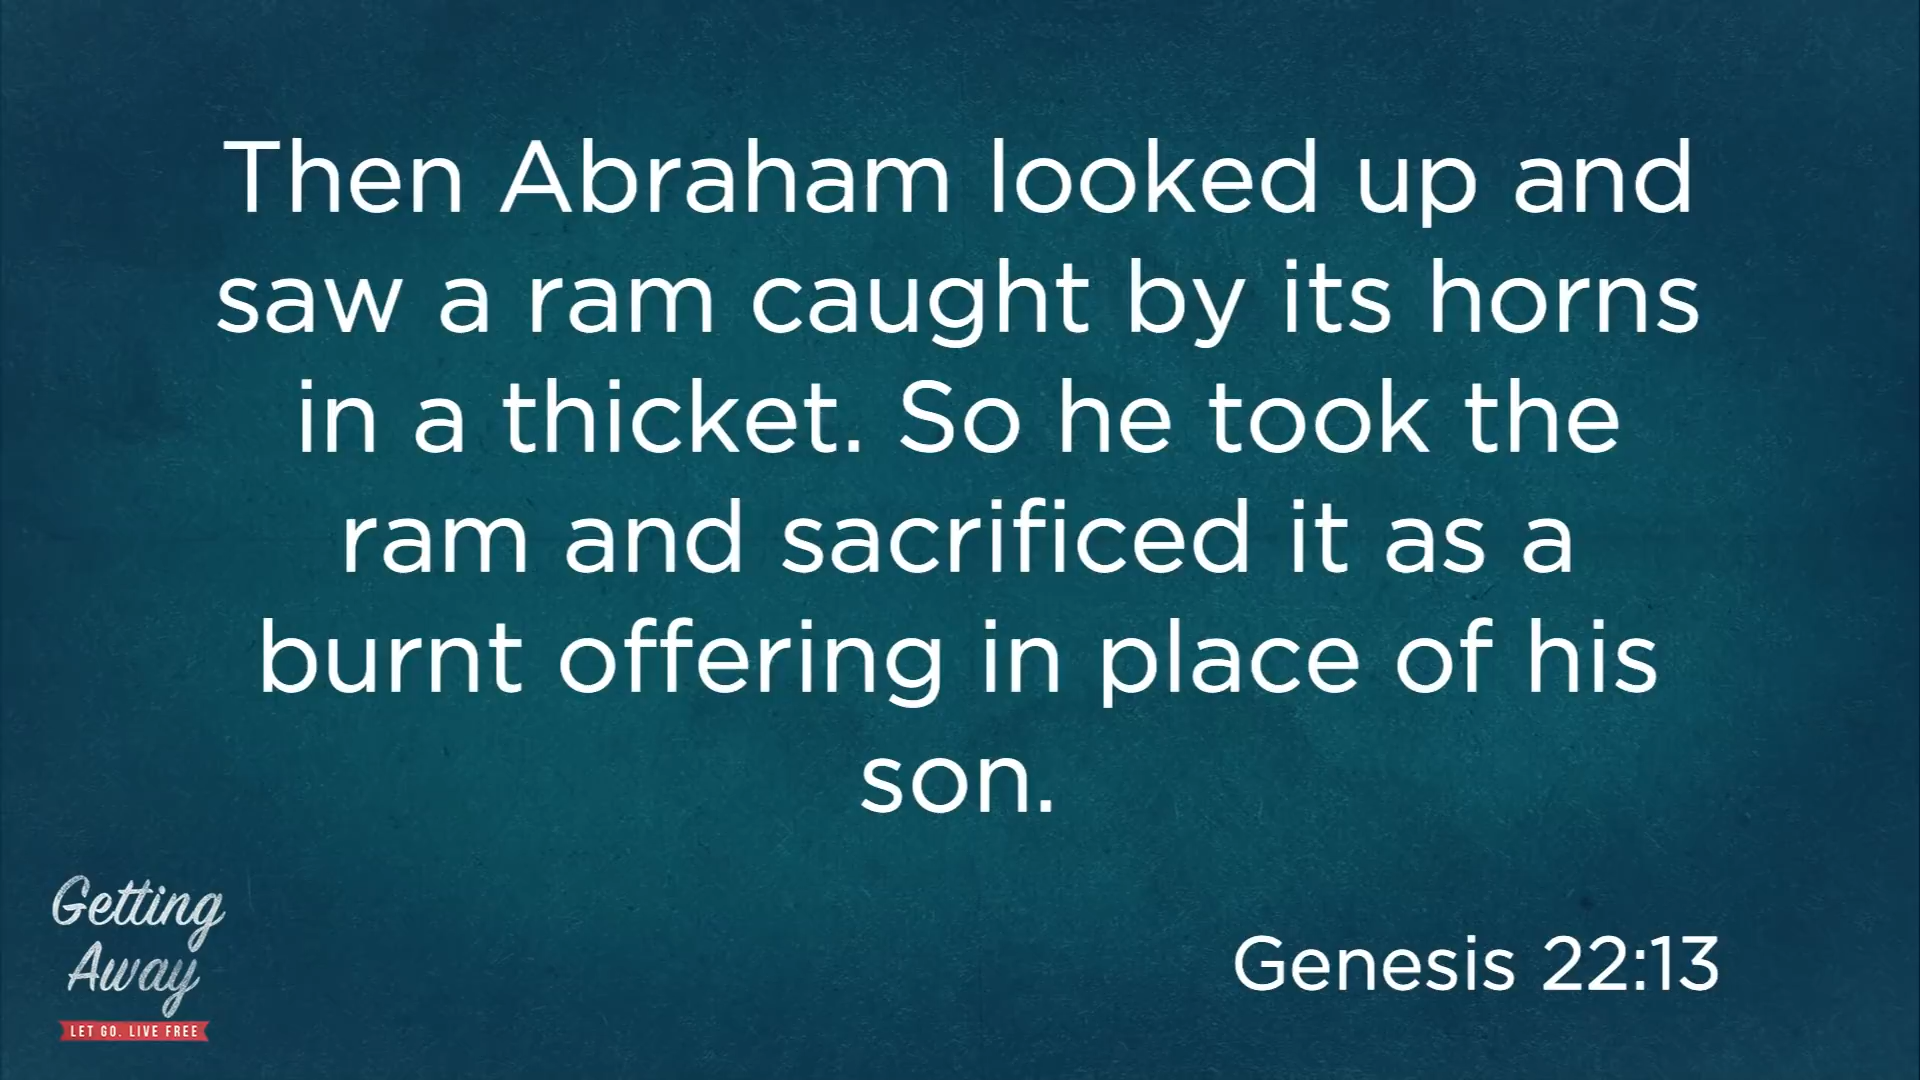 Then Abraham looked up and
saw a ram caught by its horns
in a thicket. So he took the
ram and sacrificed it as a
burnt offering in place of his
son.
Genesis 22:13
Getting
Away
LET GO. LIVE FREE